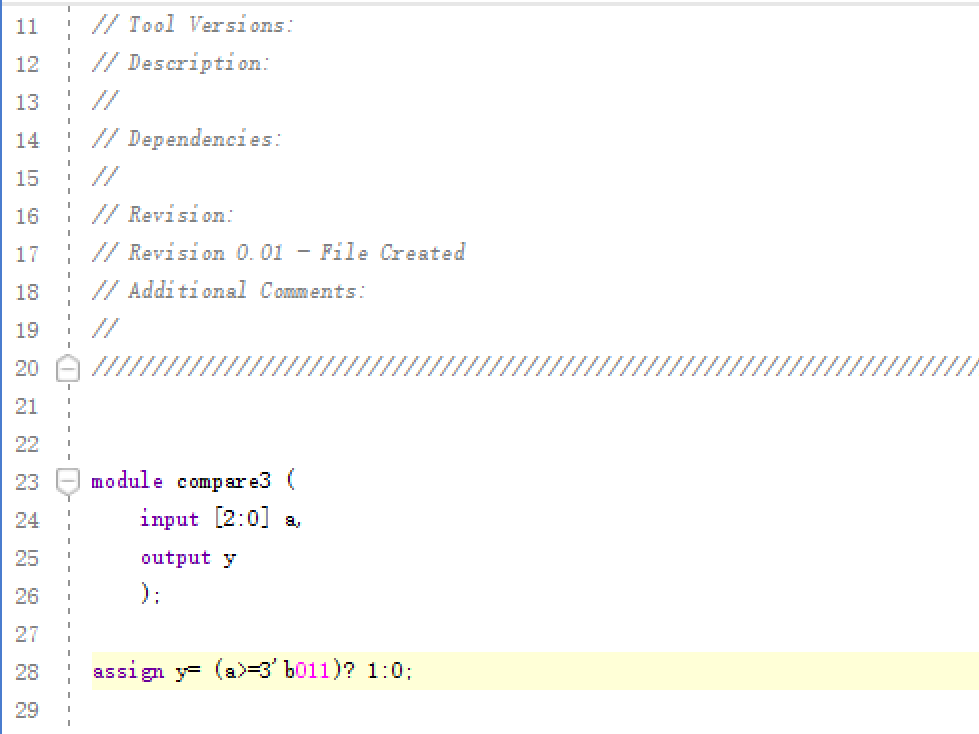 11 // Tool Versions:
12 // Description:
13 //
14 // Dependencies:
15 //
16 // Revision:
17 // Revision 0.01 - File Created
18 // Additional Comments:
19 //
20 //////////////////////////////////////////////////////////////////////////
21
22
23 module compare3 (
24 input [2:0] a,
25 output y
26 );
27
28 assign y= (a>=3'b011)? 1:0;
29